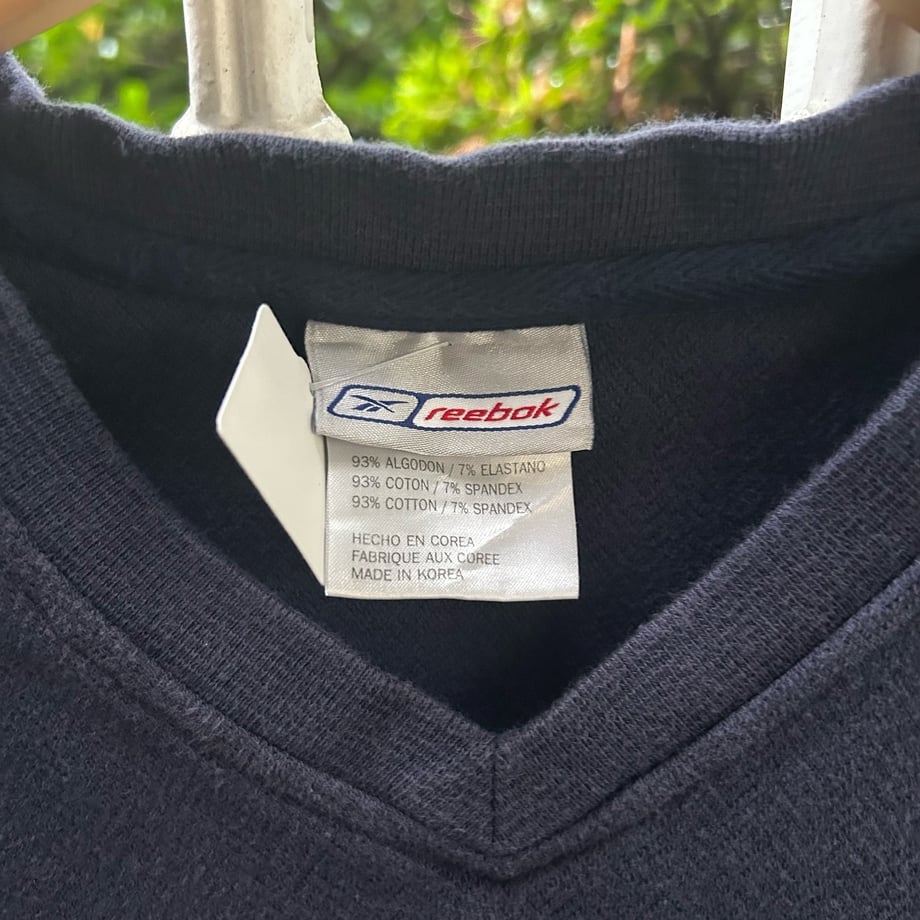 reebok
93% ALGODON / 7% ELASTANO
93% COTON / 7% SPANDEX
93% COTTON / 7% SPANDEX
HECHO EN COREA
FABRIQUE AUX COREE
MADE IN KOREA